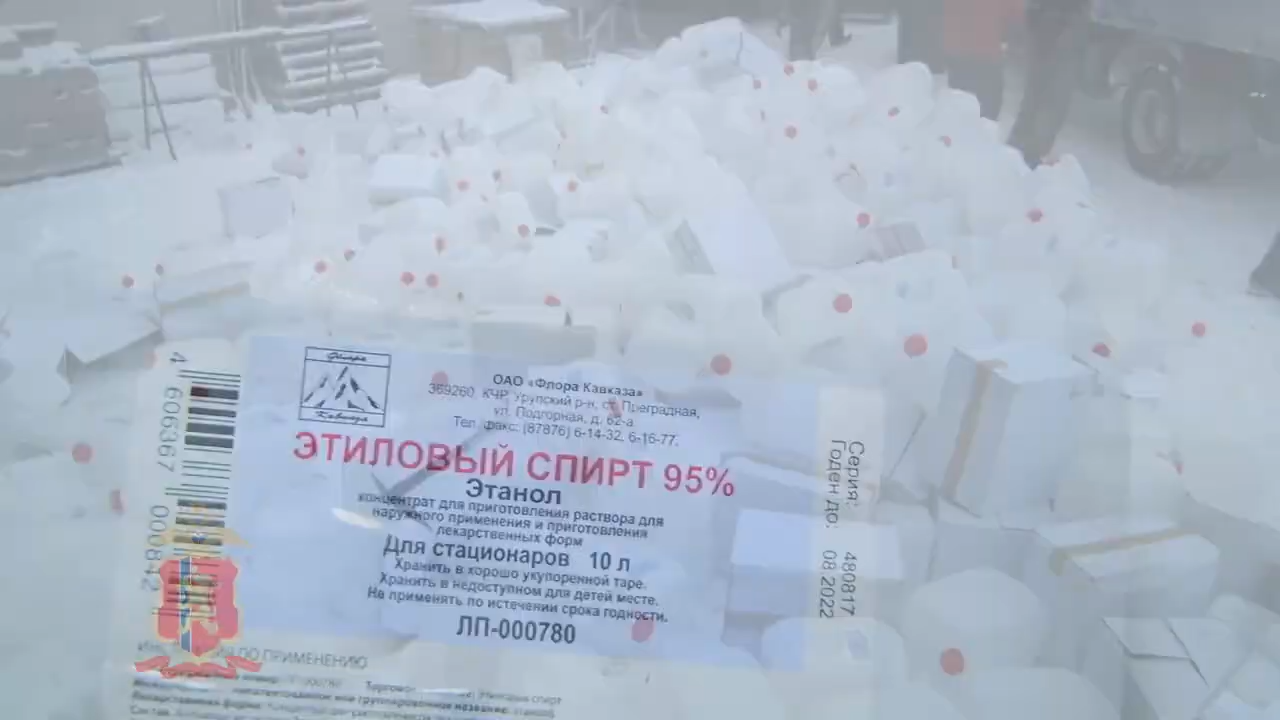 Флора
Кавказа
ОАО «Флора Кавказа»
369260, КЧР, Урупский р-н, ст. Преградная,
ул. Подгорная, д. 62-а
Тел. факс: (87876) 6-14-32, 6-16-77.
ЭТИЛОВЫЙ СПИРТ 95%
Этанол
концентрат для приготовления раствора для
наружного применения и приготовления
лекарственных форм
Для стационаров 10 л
Хранить в хорошо укупоренной таре.
Хранить в недоступном для детей месте.
Не применять по истечении срока годности.
ЛП-000780
4 606367 000842
Серия: 480817
Годен до: 08.2022
ПО ПРИМЕНЕНИЮ
группировочное название: этанол